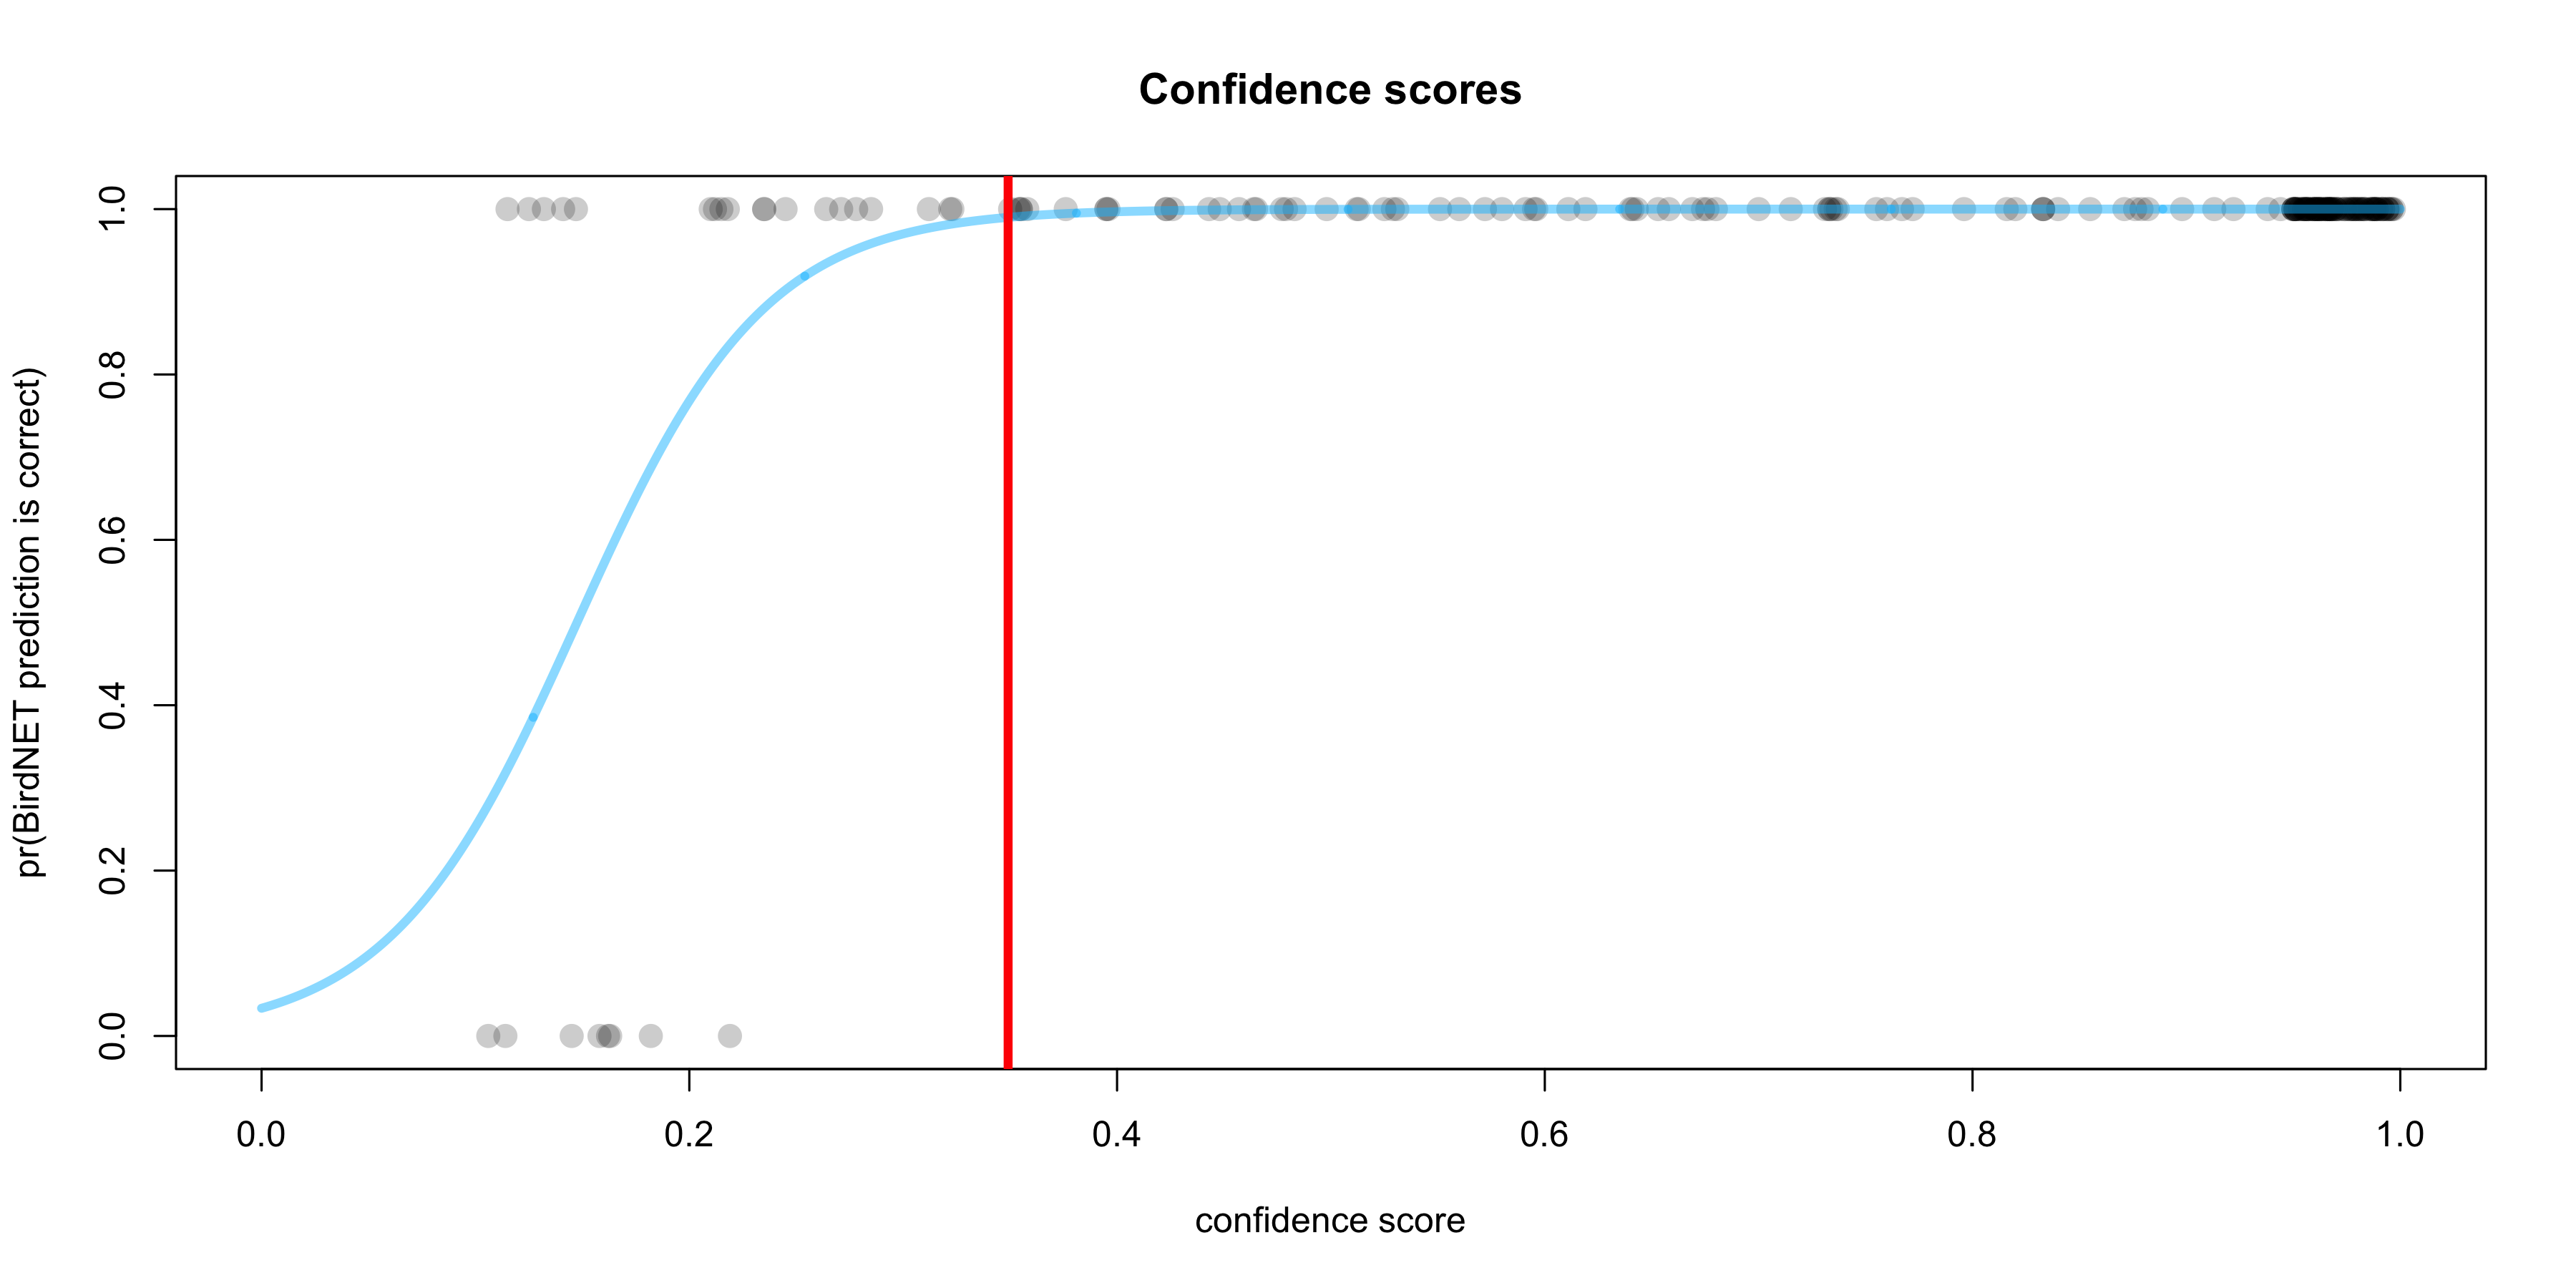 Confidence scores
pr(BirdNET prediction is correct)
1.0
0.8
0.6
0.4
0.2
0.0
0.0 0.2 0.4 0.6 0.8 1.0
confidence score